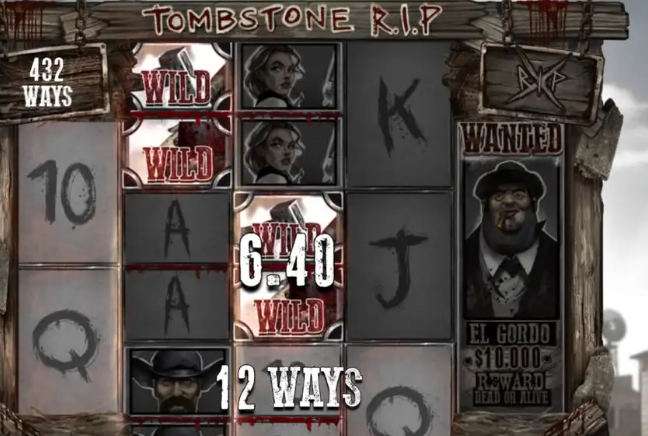 TOMBSTONE R.I.P
432
WAYS
WILD
WILD
10
K
WANTED
A
WILD
6.40
J
WILD
A
Q
EL GORDO
$10.000
REWARD
DEAD OR ALIVE
12 WAYS
Q